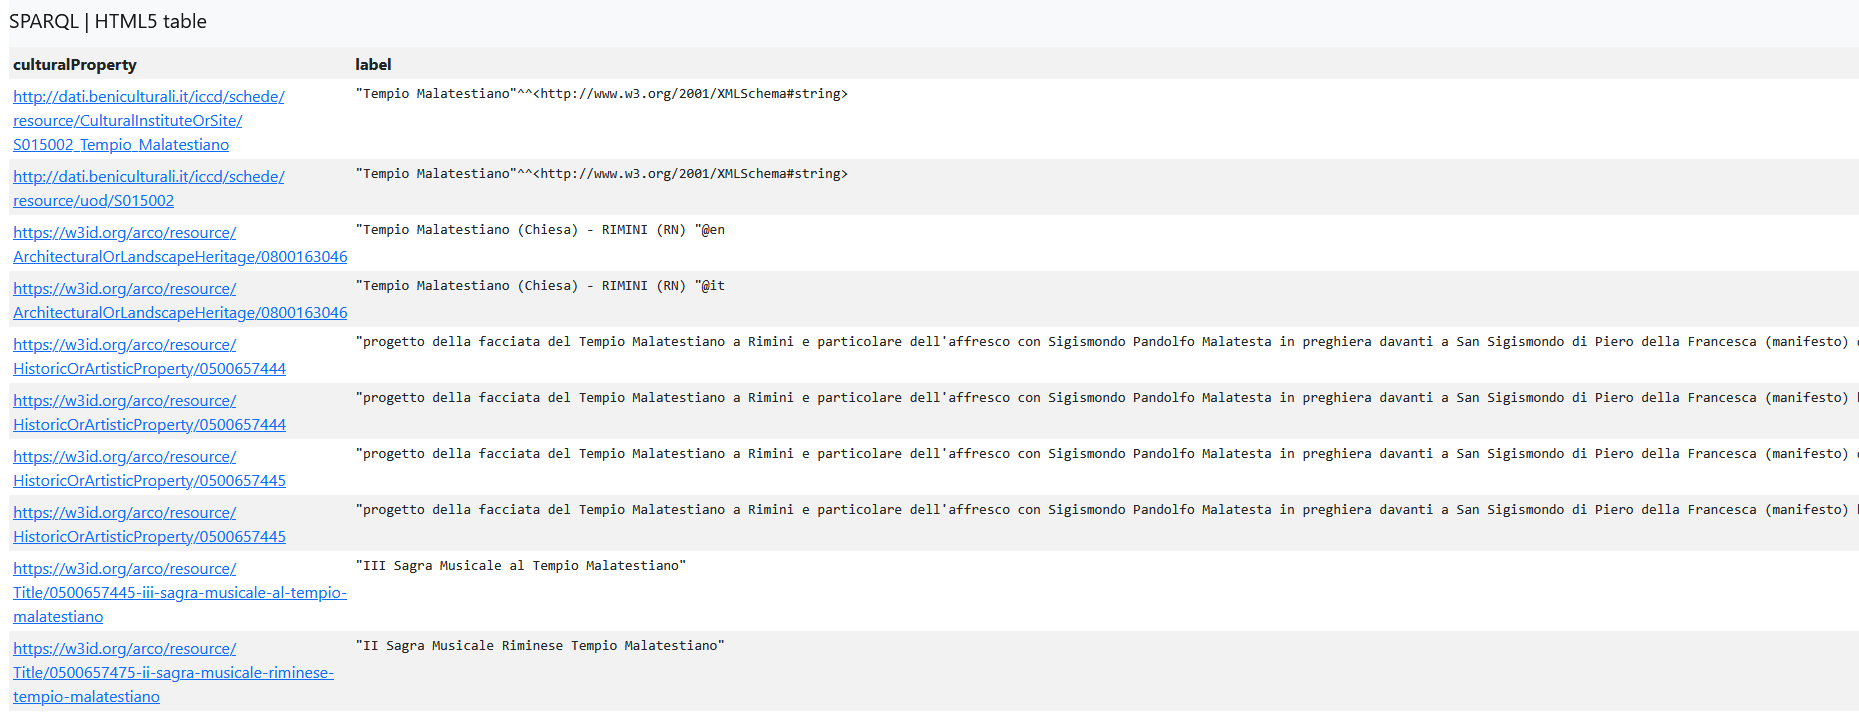 SPARQL | HTML5 table
culturalProperty label
http://dati.beniculturali.it/iccd/schede/ "Tempio Malatestiano"^^<http://www.w3.org/2001/XMLSchema#string>
resource/CulturalInstituteOrSite/
S015002_Tempio_Malatestiano
http://dati.beniculturali.it/iccd/schede/ "Tempio Malatestiano"^^<http://www.w3.org/2001/XMLSchema#string>
resource/uod/S015002
https://w3id.org/arco/resource/ "Tempio Malatestiano (Chiesa) - RIMINI (RN) "@en
ArchitecturalOrLandscapeHeritage/0800163046
https://w3id.org/arco/resource/ "Tempio Malatestiano (Chiesa) - RIMINI (RN) "@it
ArchitecturalOrLandscapeHeritage/0800163046
https://w3id.org/arco/resource/ "progetto della facciata del Tempio Malatestiano a Rimini e particolare dell'affresco con Sigismondo Pandolfo Malatesta in preghiera davanti a San Sigismondo di Piero della Francesca (manifesto)
HistoricOrArtisticProperty/0500657444
https://w3id.org/arco/resource/ "progetto della facciata del Tempio Malatestiano a Rimini e particolare dell'affresco con Sigismondo Pandolfo Malatesta in preghiera davanti a San Sigismondo di Piero della Francesca (manifesto)
HistoricOrArtisticProperty/0500657444
https://w3id.org/arco/resource/ "progetto della facciata del Tempio Malatestiano a Rimini e particolare dell'affresco con Sigismondo Pandolfo Malatesta in preghiera davanti a San Sigismondo di Piero della Francesca (manifesto)
HistoricOrArtisticProperty/0500657445
https://w3id.org/arco/resource/ "progetto della facciata del Tempio Malatestiano a Rimini e particolare dell'affresco con Sigismondo Pandolfo Malatesta in preghiera davanti a San Sigismondo di Piero della Francesca (manifesto)
HistoricOrArtisticProperty/0500657445
https://w3id.org/arco/resource/ "III Sagra Musicale al Tempio Malatestiano"
Title/0500657445-iii-sagra-musicale-al-tempio-
malatestiano
https://w3id.org/arco/resource/ "II Sagra Musicale Riminese Tempio Malatestiano"
Title/0500657475-ii-sagra-musicale-riminese-
tempio-malatestiano